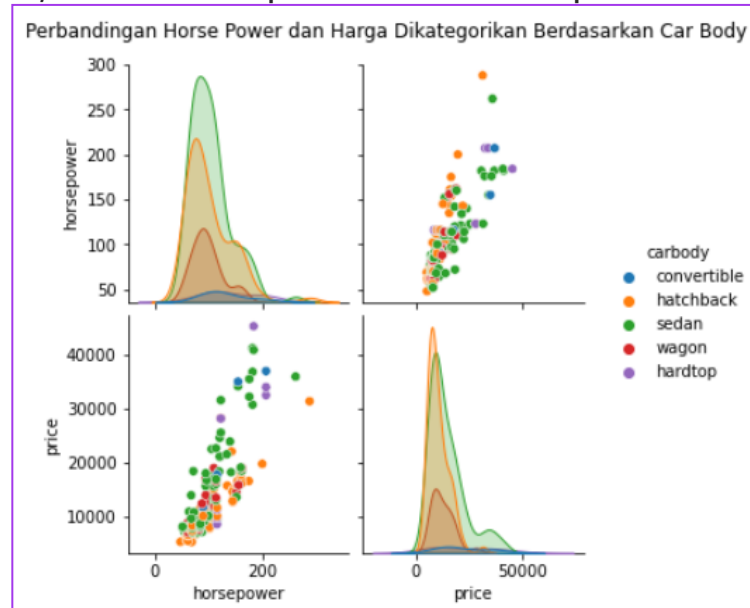 Perbandingan Horse Power dan Harga Dikategorikan Berdasarkan Car Body
300
250
200
150
100
50
horsepower
carbody
convertible
hatchback
sedan
wagon
hardtop
40000
30000
20000
10000
price
0
200
horsepower
0
50000
price